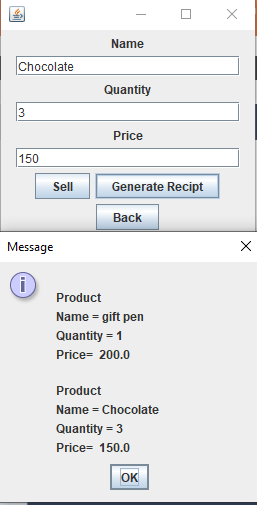 Name
Chocolate
Quantity
3
Price
150
Sell Generate Recipt
Back
Message
Product
Name = gift pen
Quantity = 1
Price=  200.0
Product
Name = Chocolate
Quantity = 3
Price=  150.0
OK